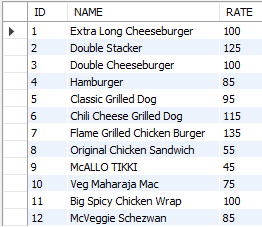 ID NAME RATE
1 Extra Long Cheeseburger 100
2 Double Stacker 125
3 Double Cheeseburger 100
4 Hamburger 85
5 Classic Grilled Dog 95
6 Chili Cheese Grilled Dog 115
7 Flame Grilled Chicken Burger 135
8 Original Chicken Sandwich 55
9 McALLO TIKKI 45
10 Veg Maharaja Mac 75
11 Big Spicy Chicken Wrap 100
12 McVeggie Schezwan 85